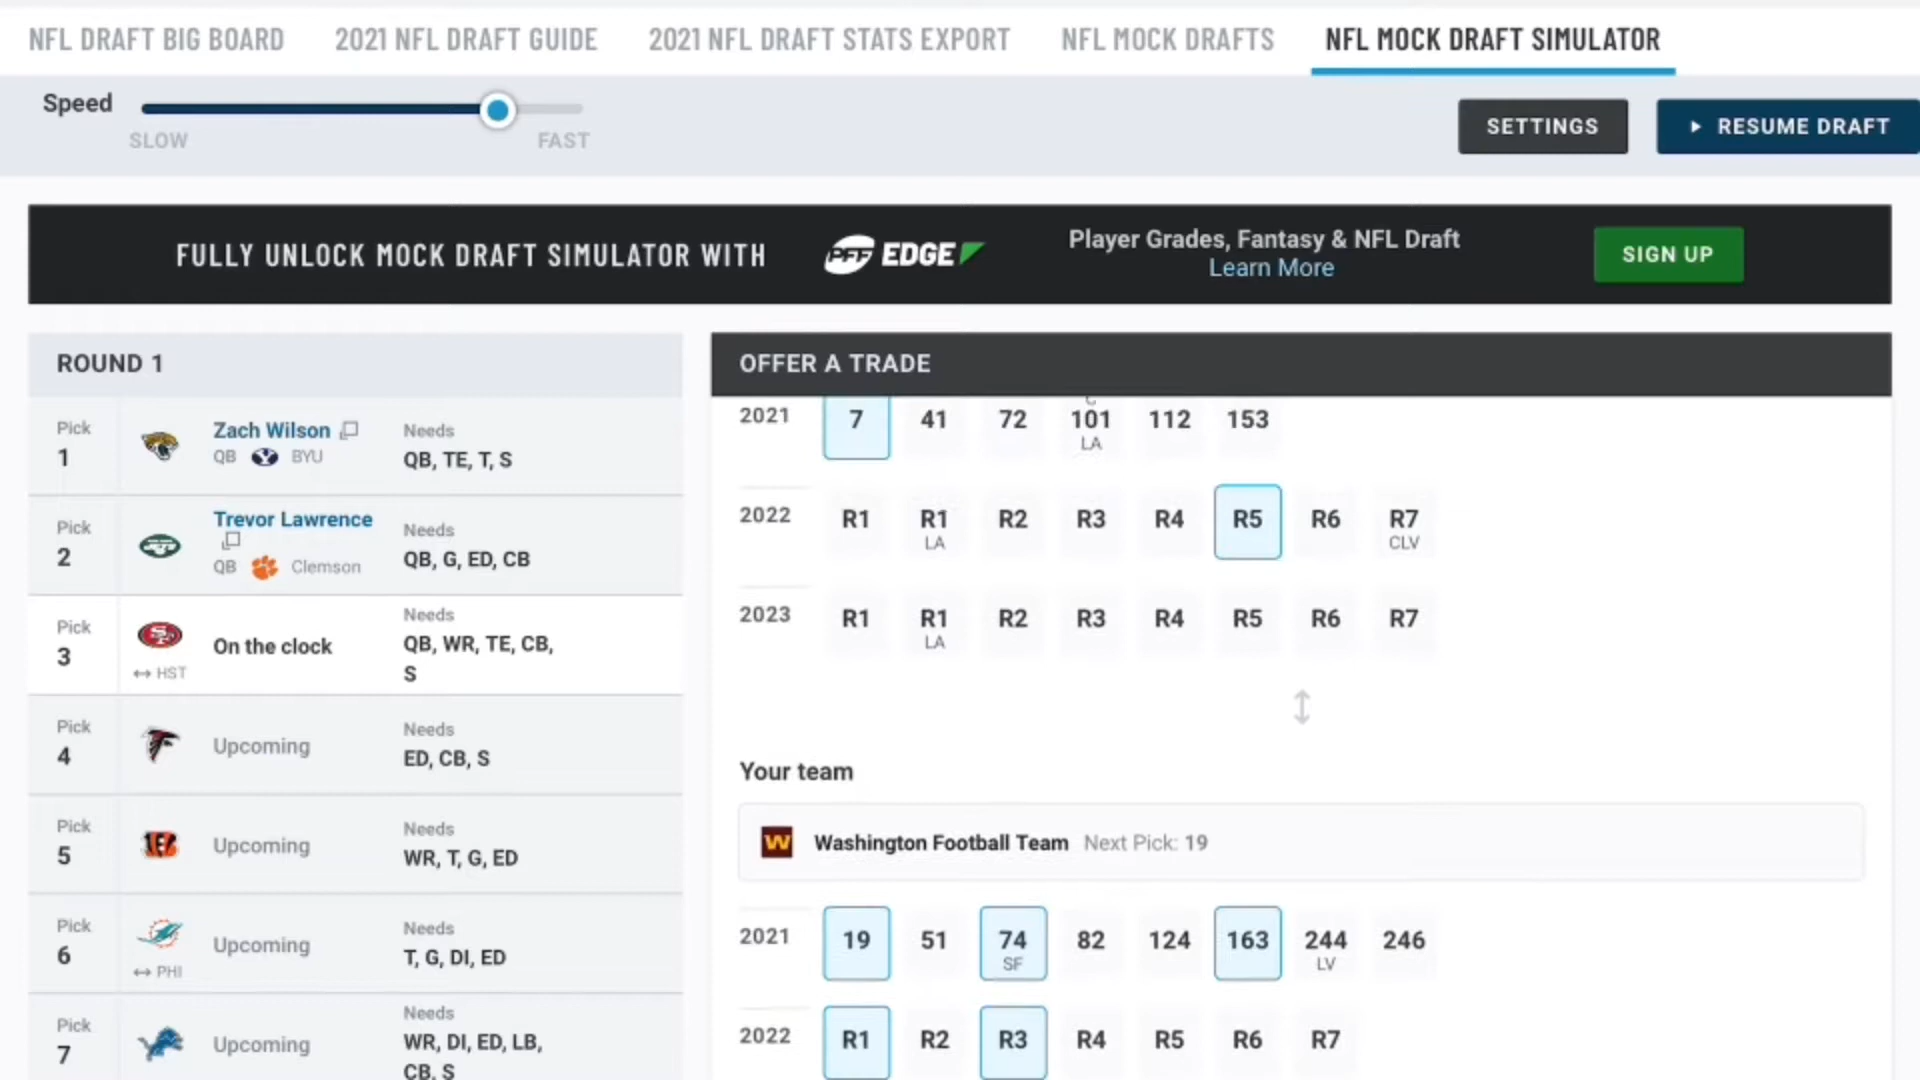 NFL DRAFT BIG BOARD 2021 NFL DRAFT GUIDE 2021 NFL DRAFT STATS EXPORT NFL MOCK DRAFTS NFL MOCK DRAFT SIMULATOR
Speed
SLOW FAST
SETTINGS RESUME DRAFT
FULLY UNLOCK MOCK DRAFT SIMULATOR WITH PFF EDGE
Player Grades, Fantasy & NFL Draft
Learn More
SIGN UP
ROUND 1
Pick
1
Zach Wilson
QB BYU
Needs
QB, TE, T, S
Pick
2
Trevor Lawrence
QB Clemson
Needs
QB, G, ED, CB
Pick
3
HST
On the clock
Needs
QB, WR, TE, CB,
S
Pick
4
Upcoming
Needs
ED, CB, S
Pick
5
Upcoming
Needs
WR, T, G, ED
Pick
6
PHI
Upcoming
Needs
T, G, DI, ED
Pick
7
Upcoming
Needs
WR, DI, ED, LB,
CB, S
OFFER A TRADE
2021 7 41 72 101 112 153
LA
2022 R1 R1 R2 R3 R4 R5 R6 R7
LA CLV
2023 R1 R1 R2 R3 R4 R5 R6 R7
LA
Your team
W Washington Football Team Next Pick: 19
2021 19 51 74 82 124 163 244 246
SF LV
2022 R1 R2 R3 R4 R5 R6 R7